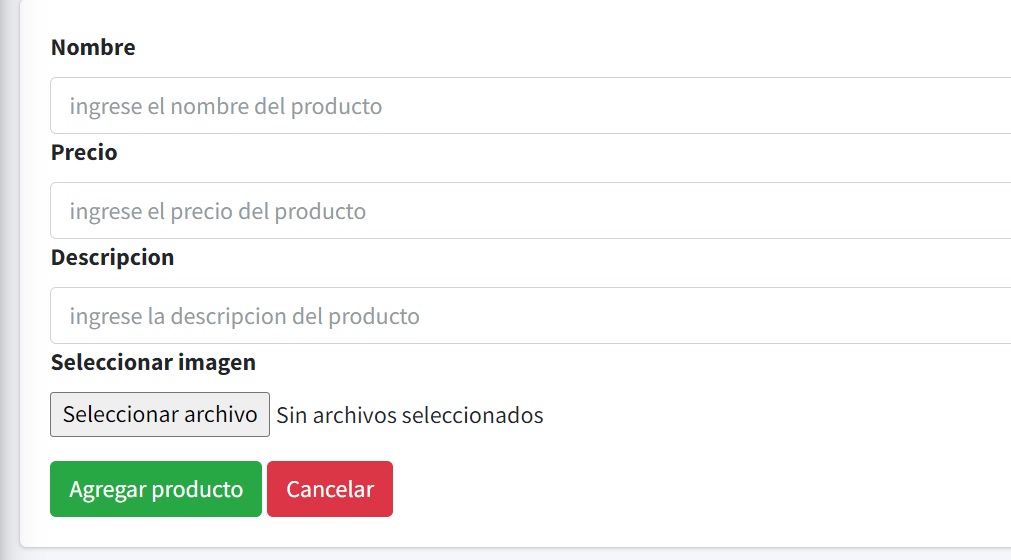 Nombre
ingrese el nombre del producto
Precio
ingrese el precio del producto
Descripcion
ingrese la descripcion del producto
Seleccionar imagen
Seleccionar archivo Sin archivos seleccionados
Agregar producto Cancelar